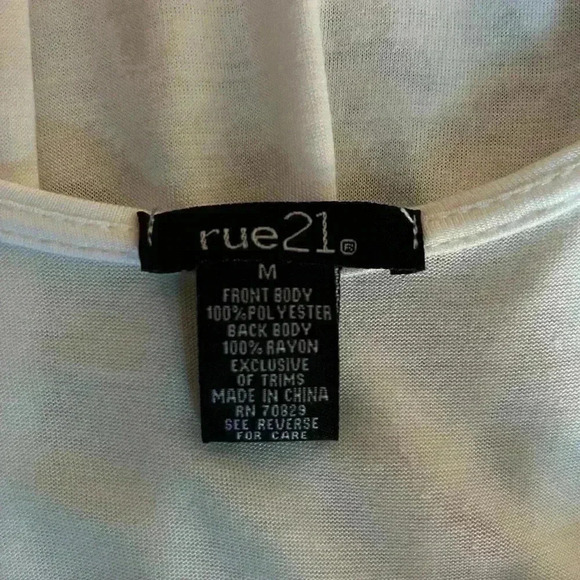 rue21®
M
FRONT BODY
100%POLYESTER
BACK BODY
100% RAYON
EXCLUSIVE
OF TRIMS
MADE IN CHINA
RN 70829
SEE REVERSE
FOR CARE